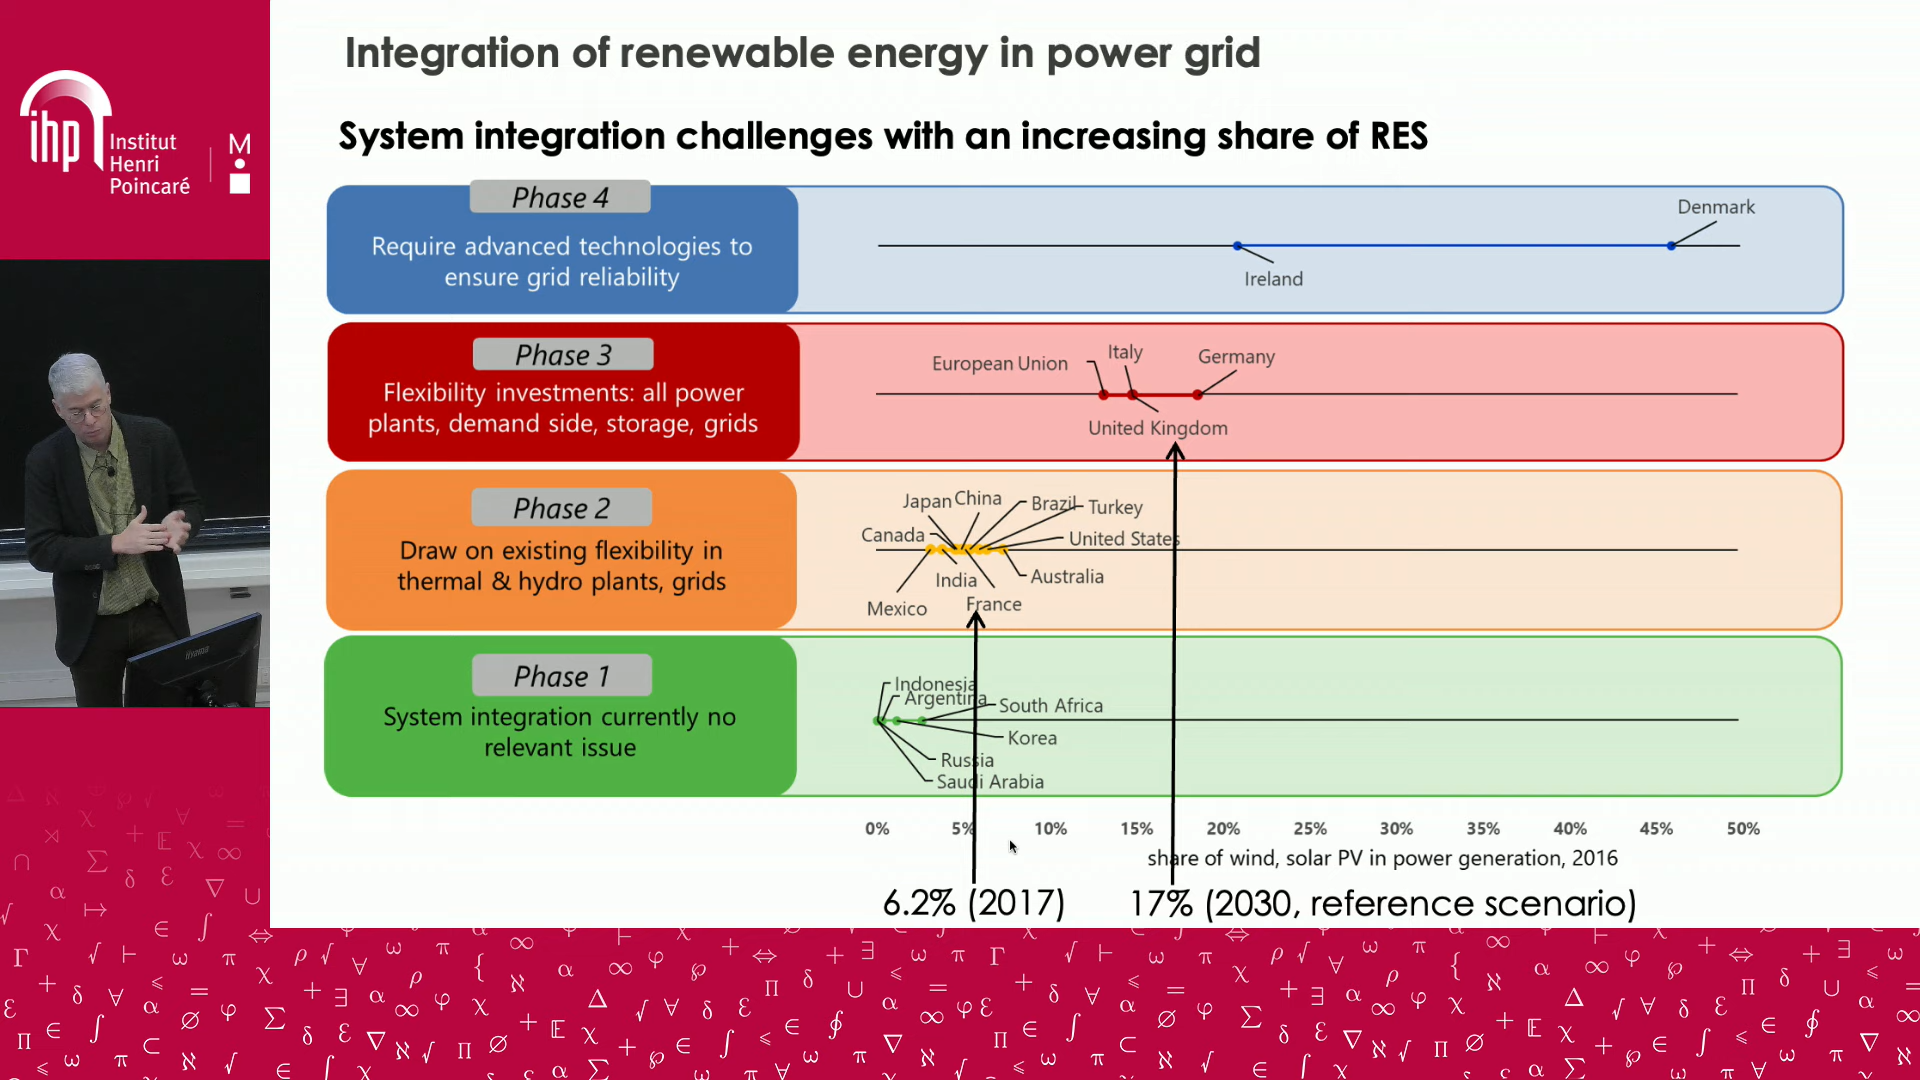 ihp
Institut
Henri
Poincaré
M
Integration of renewable energy in power grid
System integration challenges with an increasing share of RES
Phase 4
Require advanced technologies to
ensure grid reliability
Denmark
Ireland
Phase 3
Flexibility investments: all power
plants, demand side, storage, grids
European Union
Italy
Germany
United Kingdom
Phase 2
Draw on existing flexibility in
thermal & hydro plants, grids
Japan
China
Brazil
Turkey
Canada
United States
India
Australia
Mexico
France
Phase 1
System integration currently no
relevant issue
Indonesia
Argentina
South Africa
Korea
Russia
Saudi Arabia
0% 5% 10% 15% 20% 25% 30% 35% 40% 45% 50%
share of wind, solar PV in power generation, 2016
6.2% (2017)
17% (2030, reference scenario)